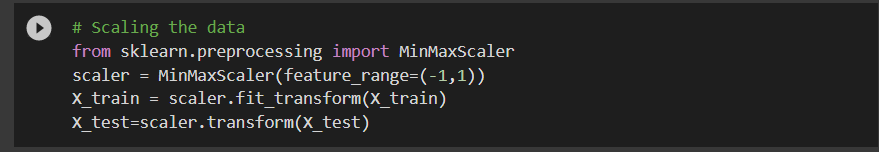 # Scaling the data
from sklearn.preprocessing import MinMaxScaler
scaler = MinMaxScaler(feature_range=(-1,1))
X_train = scaler.fit_transform(X_train)
X_test=scaler.transform(X_test)